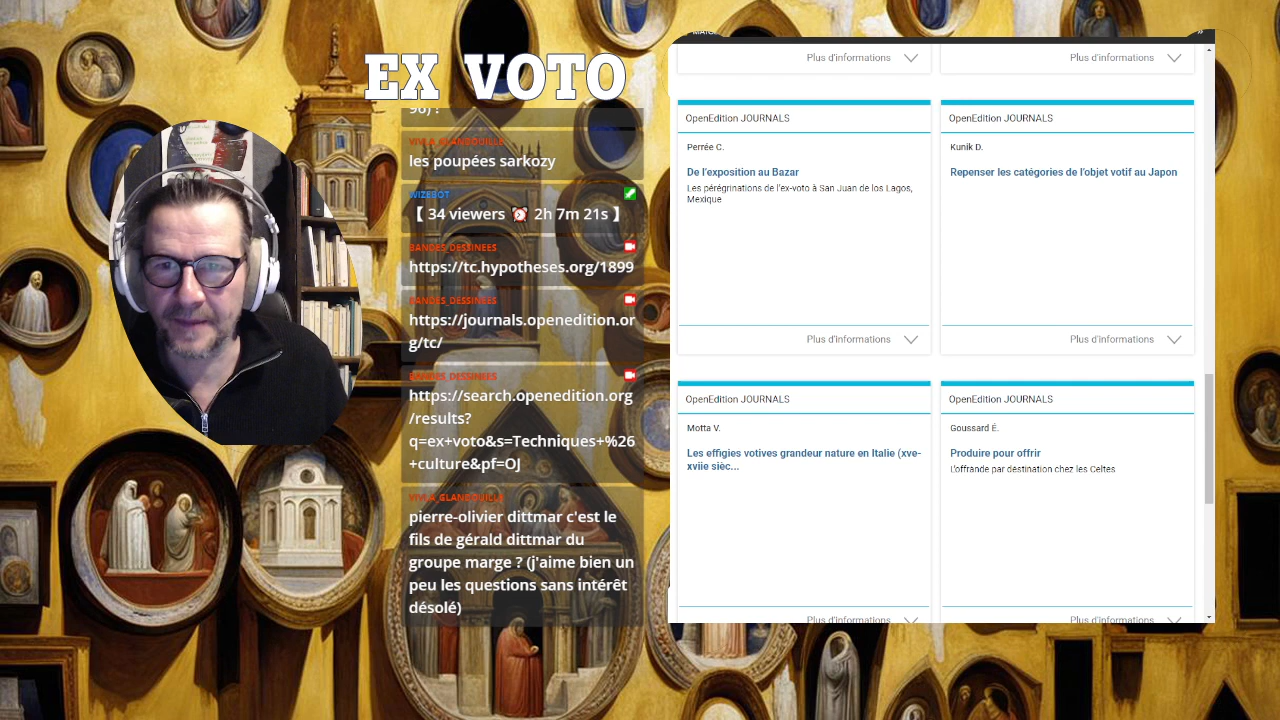 EX VOTO
VIVLA_GLANDOUILLE
les poupées sarkozy
WIZEBOT
【 34 viewers ⏰ 2h 7m 21s 】
BANDES_DESSINEES
https://tc.hypotheses.org/1899
BANDES_DESSINEES
https://journals.openedition.or
g/tc/
BANDES_DESSINEES
https://search.openedition.org
/results?
q=ex+voto&s=Techniques+%26
+culture&pf=OJ
pierre-olivier dittmar c'est le
fils de gérald dittmar du
groupe marge ? (j'aime bien un
peu les questions sans intérêt
désolé)
Plus d'informations
Plus d'informations
OpenEdition JOURNALS
Perrée C.
De l'exposition au Bazar
Les pérégrinations de l'ex-voto à San Juan de los Lagos,
Mexique
Plus d'informations
OpenEdition JOURNALS
Kunik D.
Repenser les catégories de l'objet votif au Japon
Plus d'informations
OpenEdition JOURNALS
Motta V.
Les effigies votives grandeur nature en Italie (xve-
xviie sièc...
Plus d'informations
OpenEdition JOURNALS
Goussard É.
Produire pour offrir
L'offrande par destination chez les Celtes
Plus d'informations